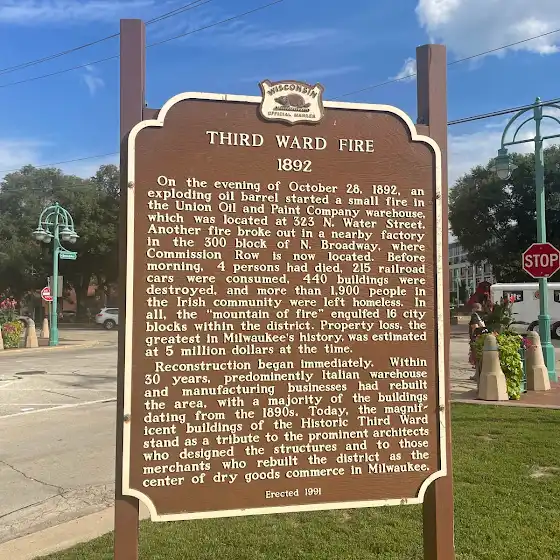 WISCONSIN
OFFICIAL MARKER
THIRD WARD FIRE
1892
On the evening of October 28, 1892, an
exploding oil barrel started a small fire in
the Union Oil and Paint Company warehouse,
which was located at 323 N. Water Street.
Another fire broke out in a nearby factory
in the 300 block of N. Broadway, where
Commission Row is now located. Before
morning, 4 persons had died, 215 railroad
cars were consumed, 440 buildings were
destroyed, and more than 1,900 people in
the Irish community were left homeless. In
all, the "mountain of fire" engulfed 16 city
blocks within the district. Property loss, the
greatest in Milwaukee's history, was estimated
at 5 million dollars at the time.
Reconstruction began immediately. Within
30 years, predominently Italian warehouse
and manufacturing businesses had rebuilt
the area, with a majority of the buildings
dating from the 1890s. Today, the magnif-
icent buildings of the Historic Third Ward
stand as a tribute to the prominent architects
who designed the structures and to those
merchants who rebuilt the district as the
center of dry goods commerce in Milwaukee.
Erected 1991
STOP